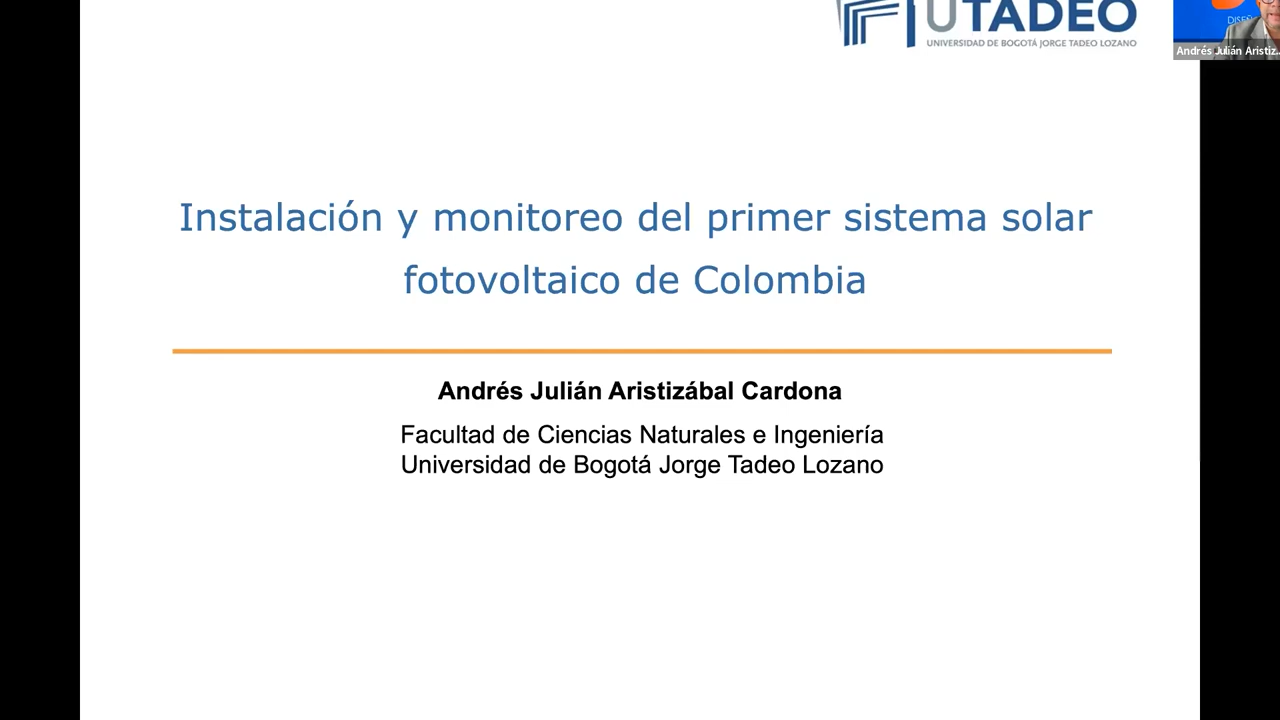 UTADEO
UNIVERSIDAD DE BOGOTÁ JORGE TADEO LOZANO
DISEÑ
Andrés Julián Aristiz...
Instalación y monitoreo del primer sistema solar
fotovoltaico de Colombia
Andrés Julián Aristizábal Cardona
Facultad de Ciencias Naturales e Ingeniería
Universidad de Bogotá Jorge Tadeo Lozano